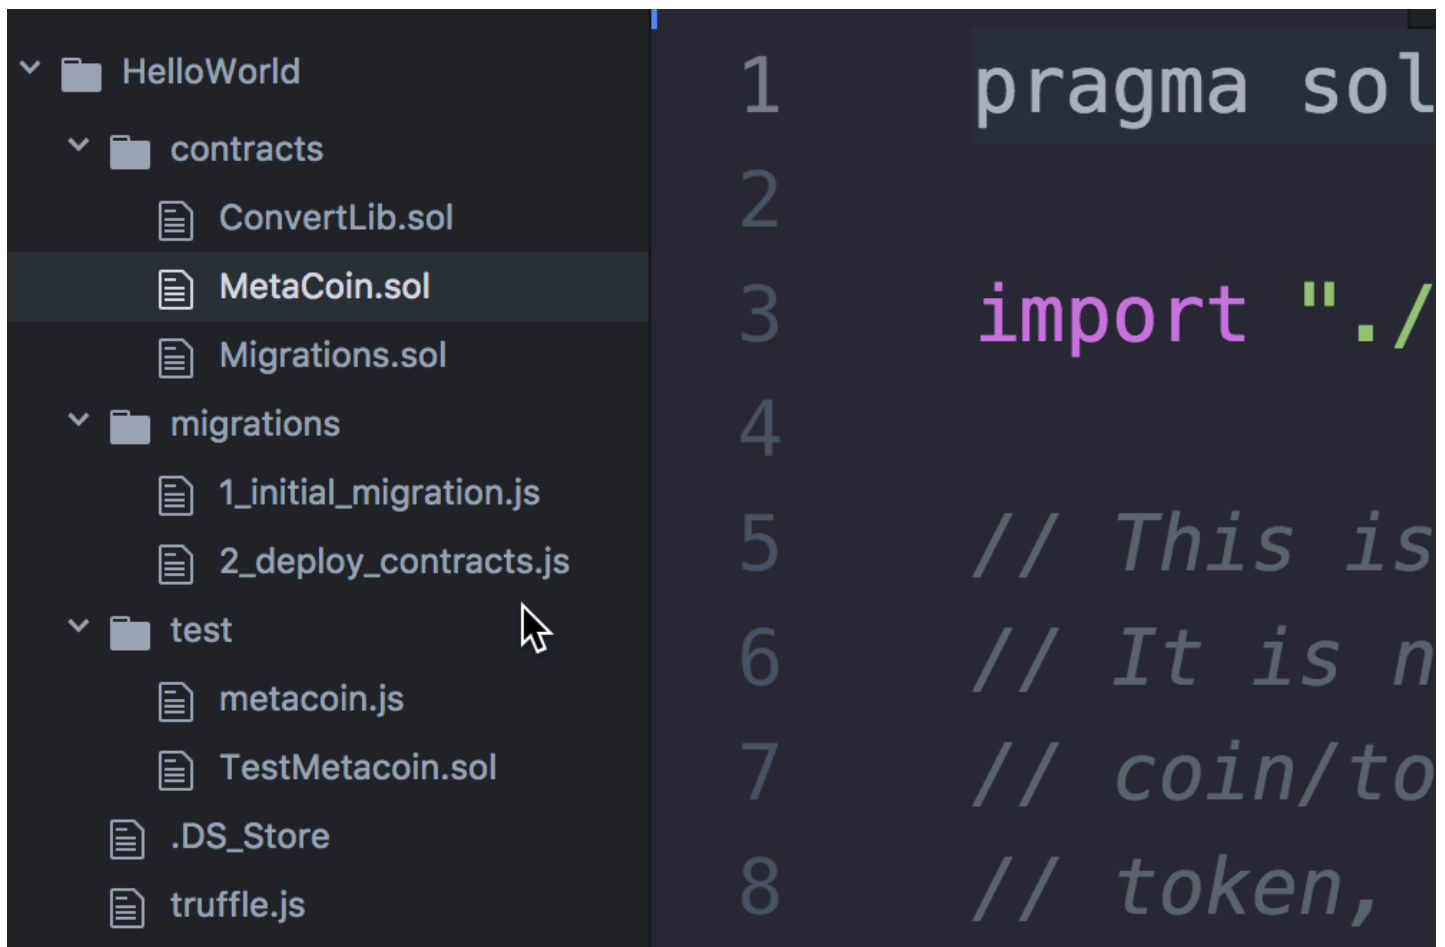 HelloWorld
contracts
ConvertLib.sol
MetaCoin.sol
Migrations.sol
migrations
1_initial_migration.js
2_deploy_contracts.js
test
metacoin.js
TestMetacoin.sol
.DS_Store
truffle.js
1 pragma sol
2
3 import "./
4
5 // This is
6 // It is n
7 // coin/to
8 // token,